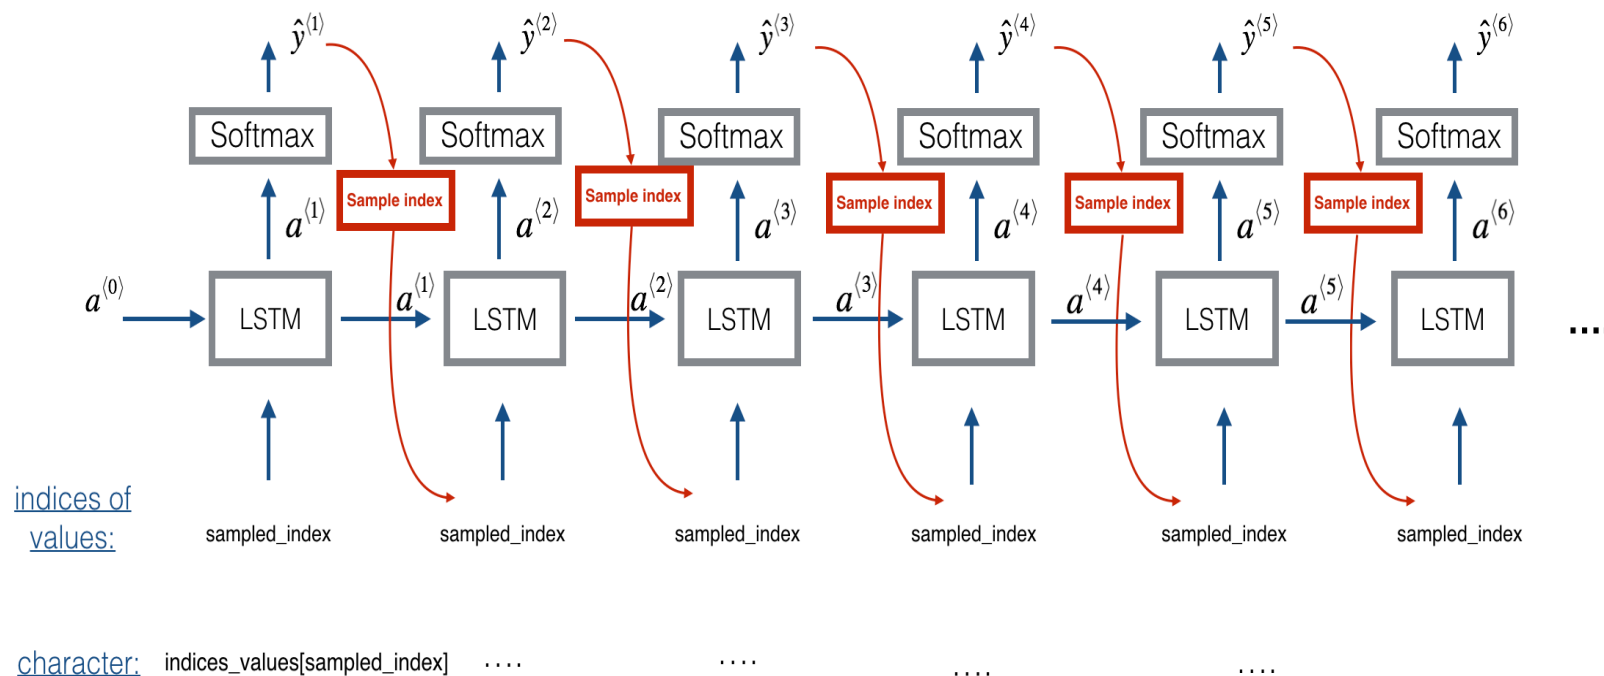 ŷ⟨1⟩ ŷ⟨2⟩ ŷ⟨3⟩ ŷ⟨4⟩ ŷ⟨5⟩ ŷ⟨6⟩
Softmax Softmax Softmax Softmax Softmax Softmax
Sample index Sample index Sample index Sample index Sample index
a⟨1⟩ a⟨2⟩ a⟨3⟩ a⟨4⟩ a⟨5⟩ a⟨6⟩
a⟨0⟩ a⟨1⟩ a⟨2⟩ a⟨3⟩ a⟨4⟩ a⟨5⟩
LSTM LSTM LSTM LSTM LSTM LSTM ...
indices of
values:
sampled_index sampled_index sampled_index sampled_index sampled_index sampled_index
character: indices_values[sampled_index] .... .... .... ....